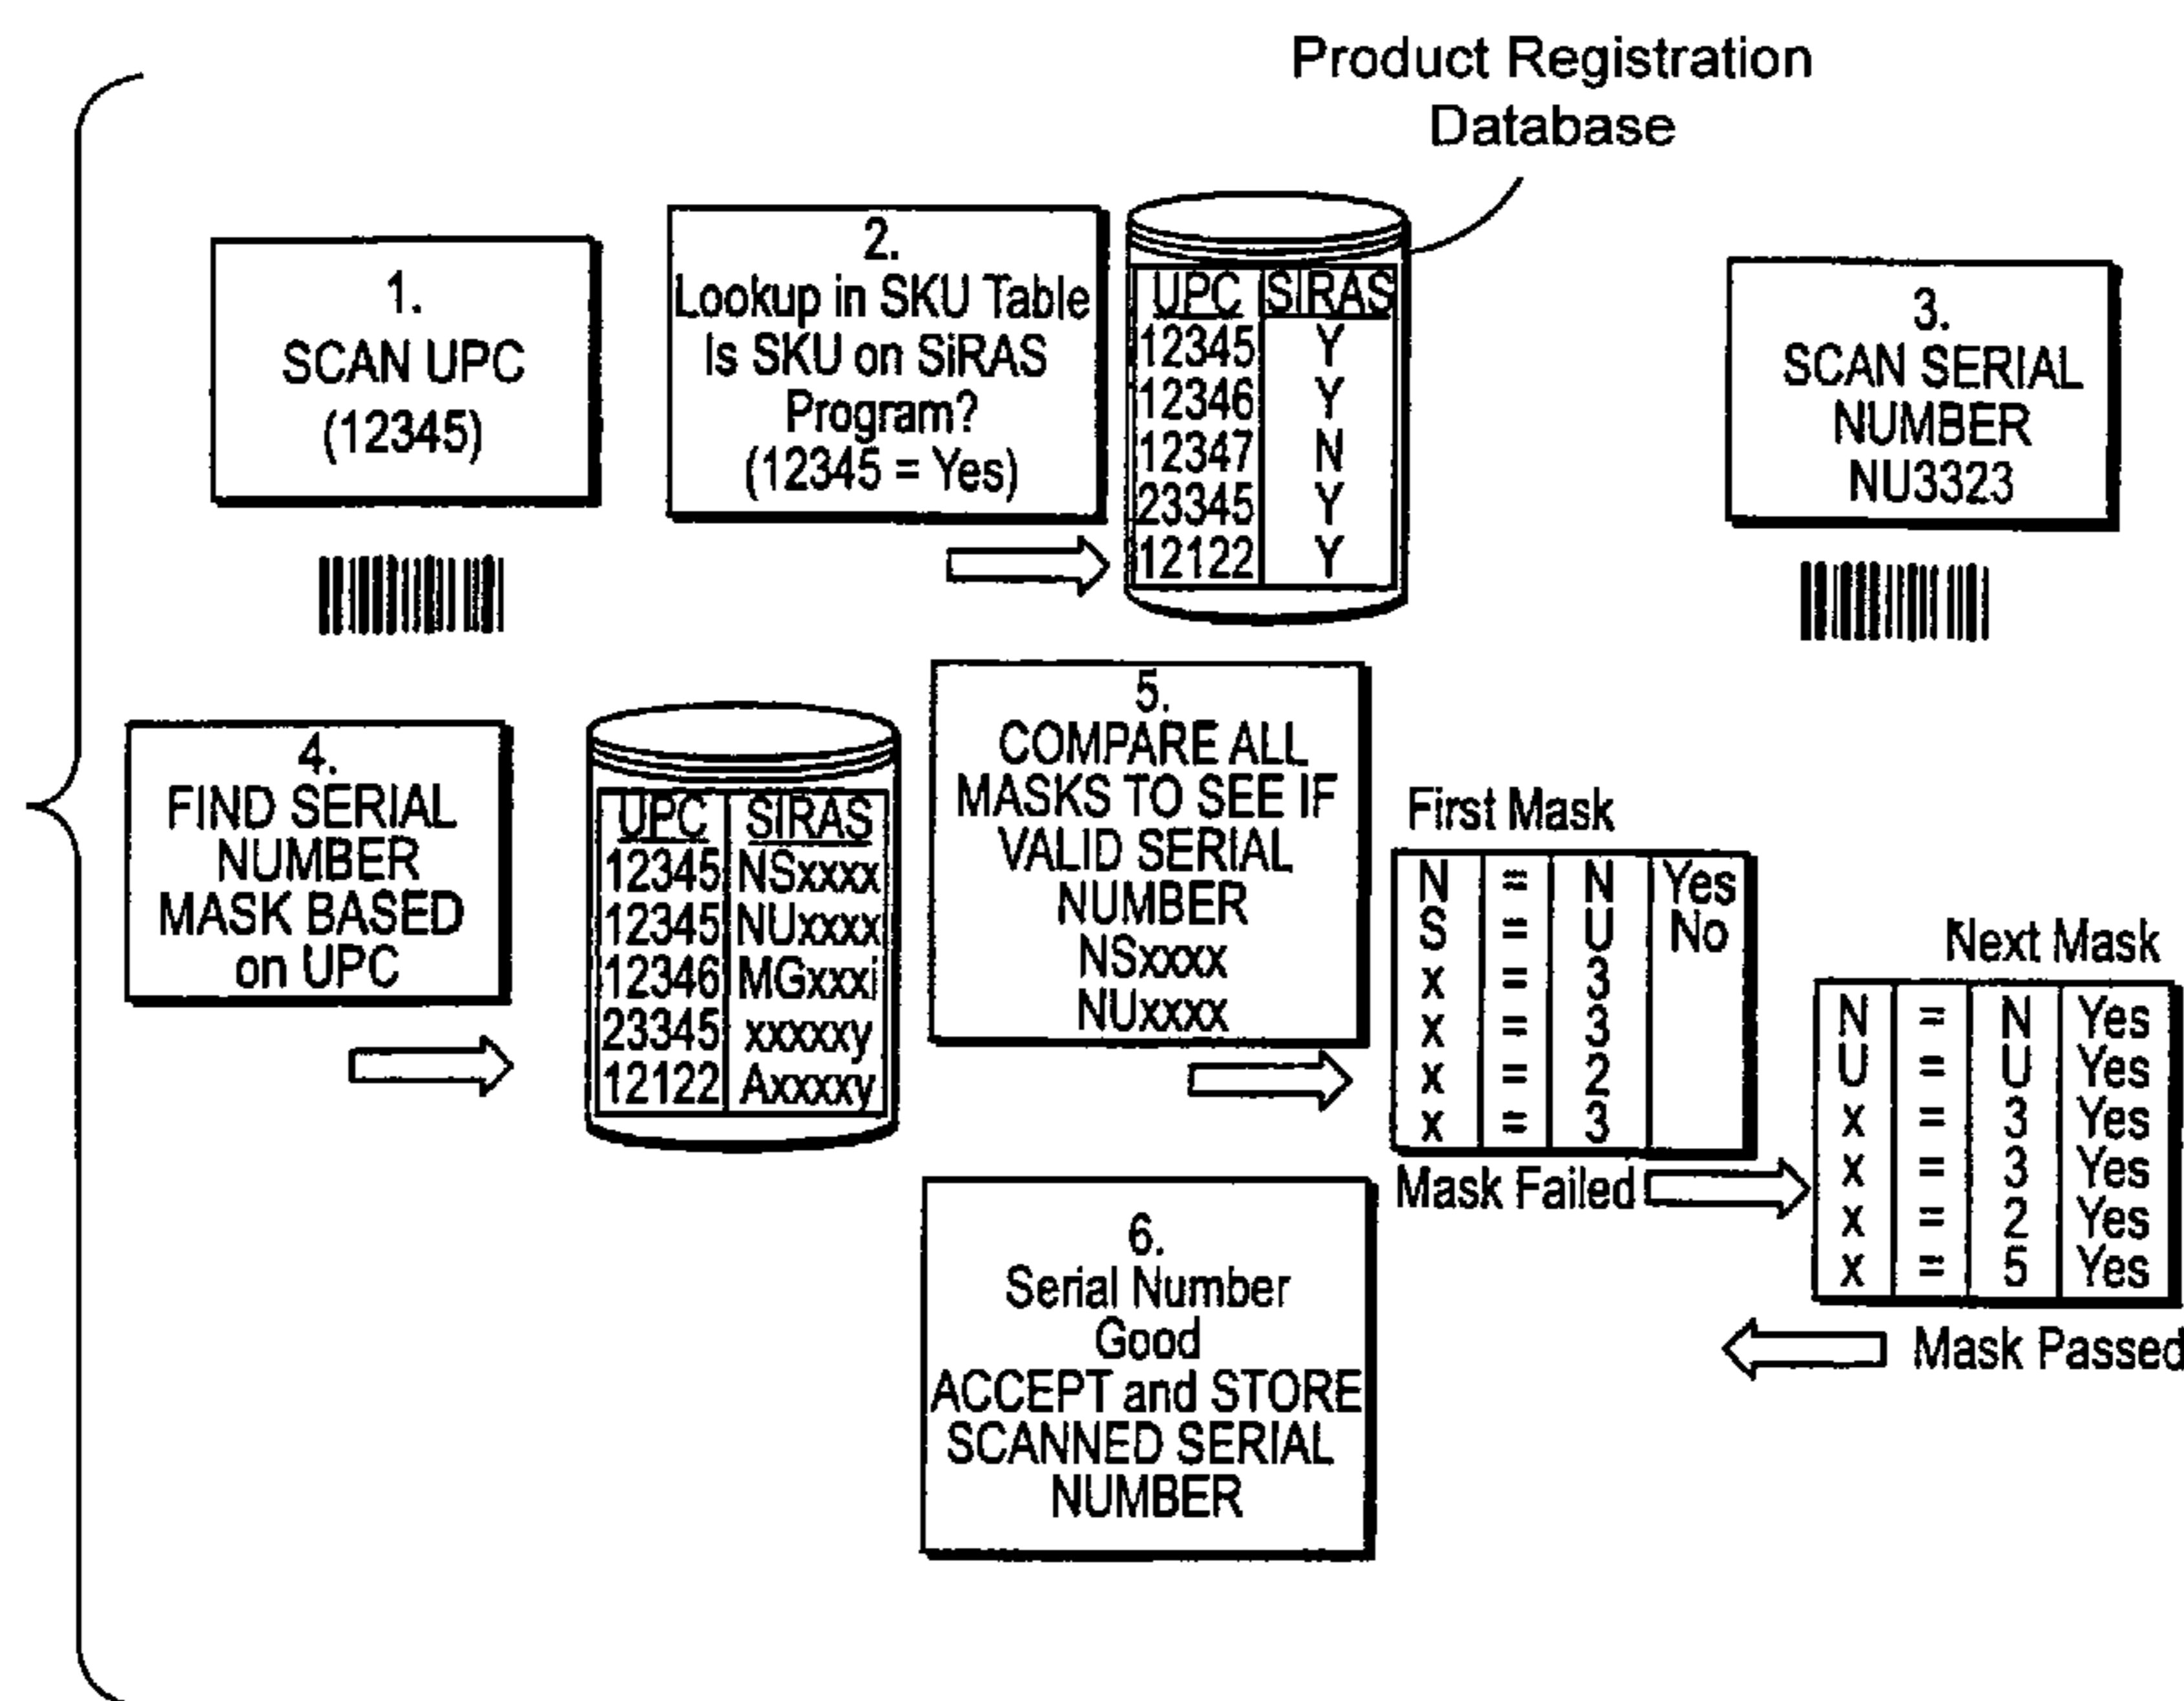 Product Registration
Database
1.
SCAN UPC
(12345)
2.
Lookup in SKU Table
Is SKU on SiRAS
Program?
(12345 = Yes)
UPC SIRAS
12345 Y
12346 Y
12347 N
23345 Y
12122 Y
3.
SCAN SERIAL
NUMBER
NU3323
4.
FIND SERIAL
NUMBER
MASK BASED
on UPC
UPC SIRAS
12345 NSxxxx
12345 NUxxxx
12346 MGxxxi
23345 xxxxxy
12122 Axxxxy
5.
COMPARE ALL
MASKS TO SEE IF
VALID SERIAL
NUMBER
NSxxxx
NUxxxx
First Mask
N = N Yes
S = U No
x = 3
x = 3
x = 2
x = 3
Mask Failed
Next Mask
N = N Yes
U = U Yes
x = 3 Yes
x = 3 Yes
x = 2 Yes
x = 5 Yes
Mask Passed
6.
Serial Number
Good
ACCEPT and STORE
SCANNED SERIAL
NUMBER